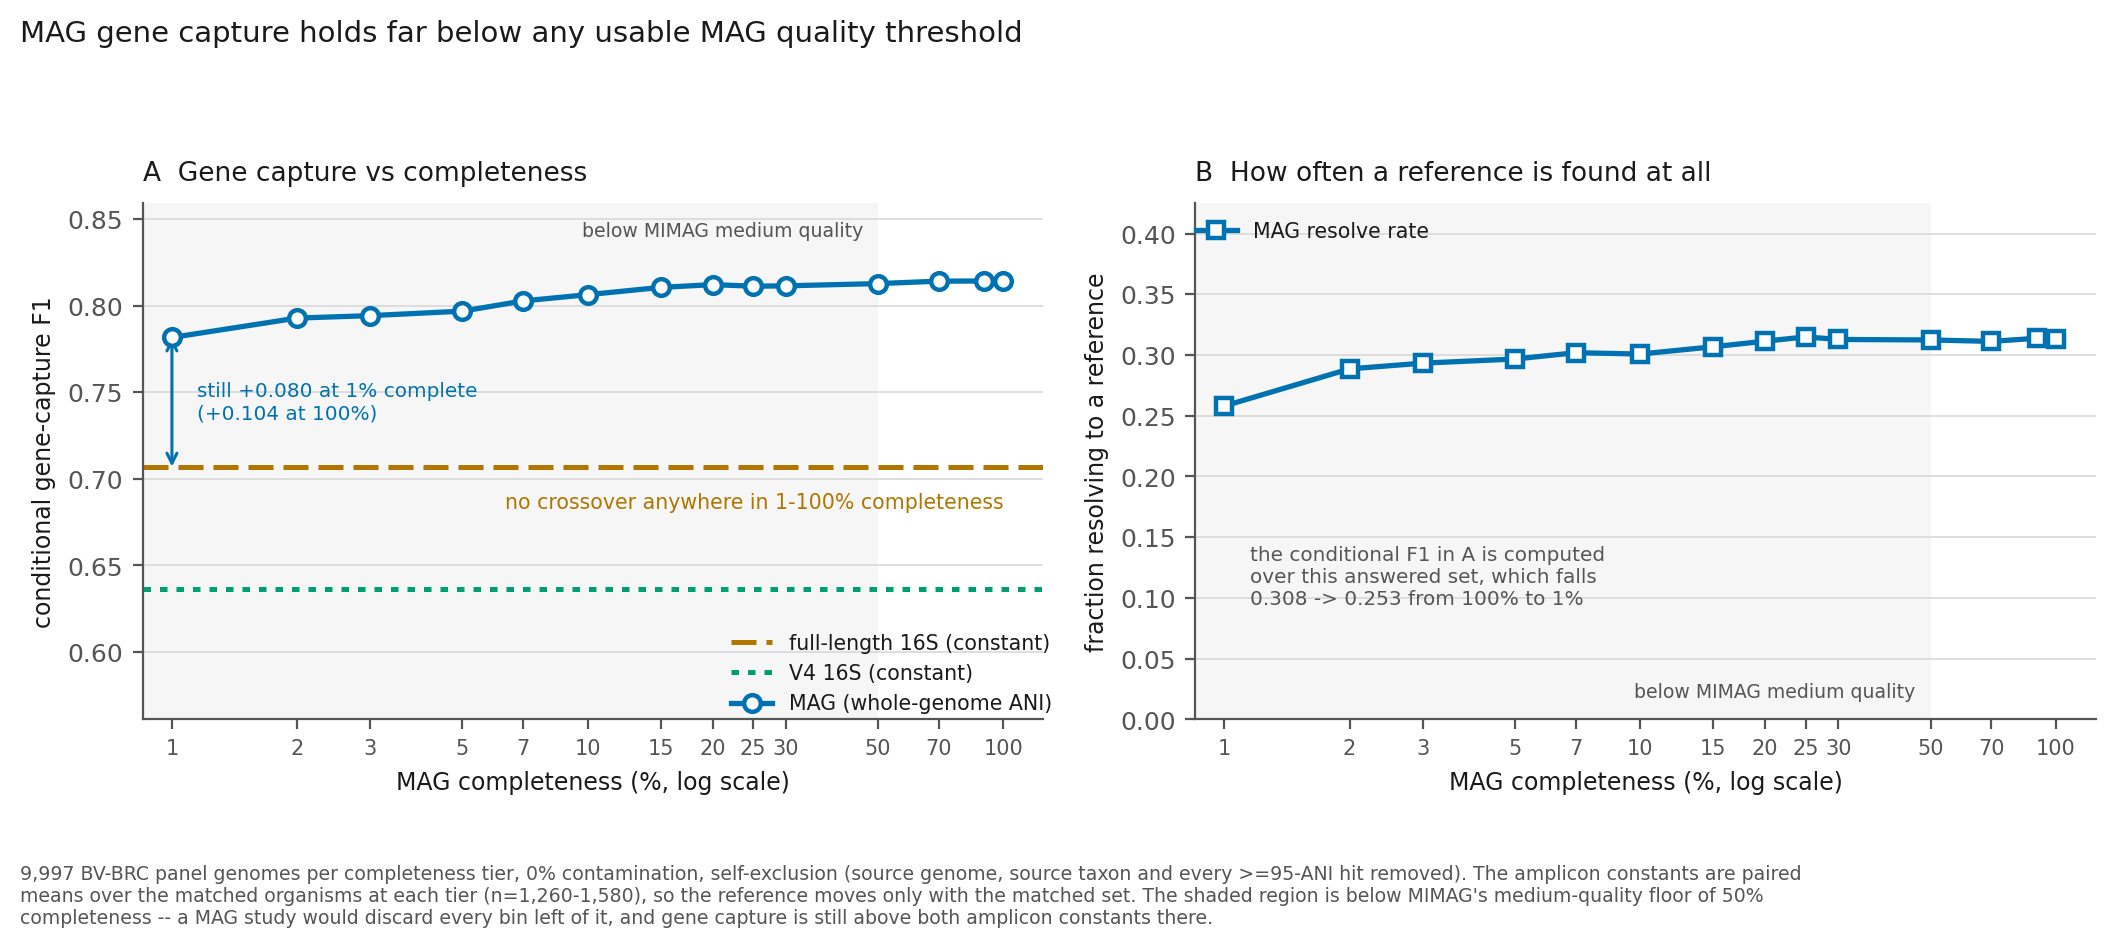 MAG gene capture holds far below any usable MAG quality threshold
A  Gene capture vs completeness
below MIMAG medium quality
still +0.080 at 1% complete
(+0.104 at 100%)
no crossover anywhere in 1-100% completeness
full-length 16S (constant)
V4 16S (constant)
MAG (whole-genome ANI)
0.85
0.80
0.75
0.70
0.65
0.60
conditional gene-capture F1
1 2 3 5 7 10 15 20 25 30 50 70 100
MAG completeness (%, log scale)
B  How often a reference is found at all
MAG resolve rate
the conditional F1 in A is computed
over this answered set, which falls
0.308 -> 0.253 from 100% to 1%
below MIMAG medium quality
0.40
0.35
0.30
0.25
0.20
0.15
0.10
0.05
0.00
fraction resolving to a reference
1 2 3 5 7 10 15 20 25 30 50 70 100
MAG completeness (%, log scale)
9,997 BV-BRC panel genomes per completeness tier, 0% contamination, self-exclusion (source genome, source taxon and every >=95-ANI hit removed). The amplicon constants are paired
means over the matched organisms at each tier (n=1,260-1,580), so the reference moves only with the matched set. The shaded region is below MIMAG's medium-quality floor of 50%
completeness -- a MAG study would discard every bin left of it, and gene capture is still above both amplicon constants there.